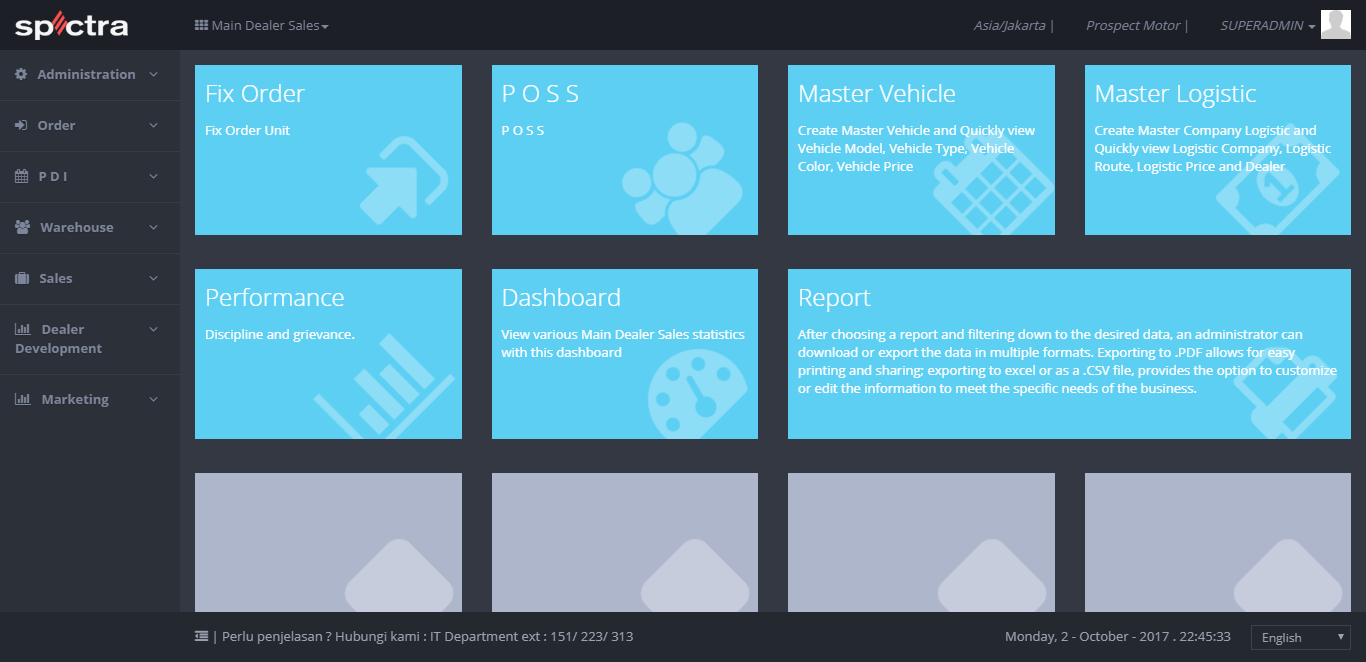 spectra
Main Dealer Sales
Asia/Jakarta |
Prospect Motor |
SUPERADMIN
Administration
Order
P D I
Warehouse
Sales
Dealer
Development
Marketing
Fix Order
Fix Order Unit
P O S S
P O S S
Master Vehicle
Create Master Vehicle and Quickly view
Vehicle Model, Vehicle Type, Vehicle
Color, Vehicle Price
Master Logistic
Create Master Company Logistic and
Quickly view Logistic Company, Logistic
Route, Logistic Price and Dealer
Performance
Discipline and grievance.
Dashboard
View various Main Dealer Sales statistics
with this dashboard
Report
After choosing a report and filtering down to the desired data, an administrator can
download or export the data in multiple formats. Exporting to .PDF allows for easy
printing and sharing; exporting to excel or as a .CSV file, provides the option to customize
or edit the information to meet the specific needs of the business.
| Perlu penjelasan ? Hubungi kami : IT Department ext : 151/ 223/ 313
Monday, 2 - October - 2017 . 22:45:33
English